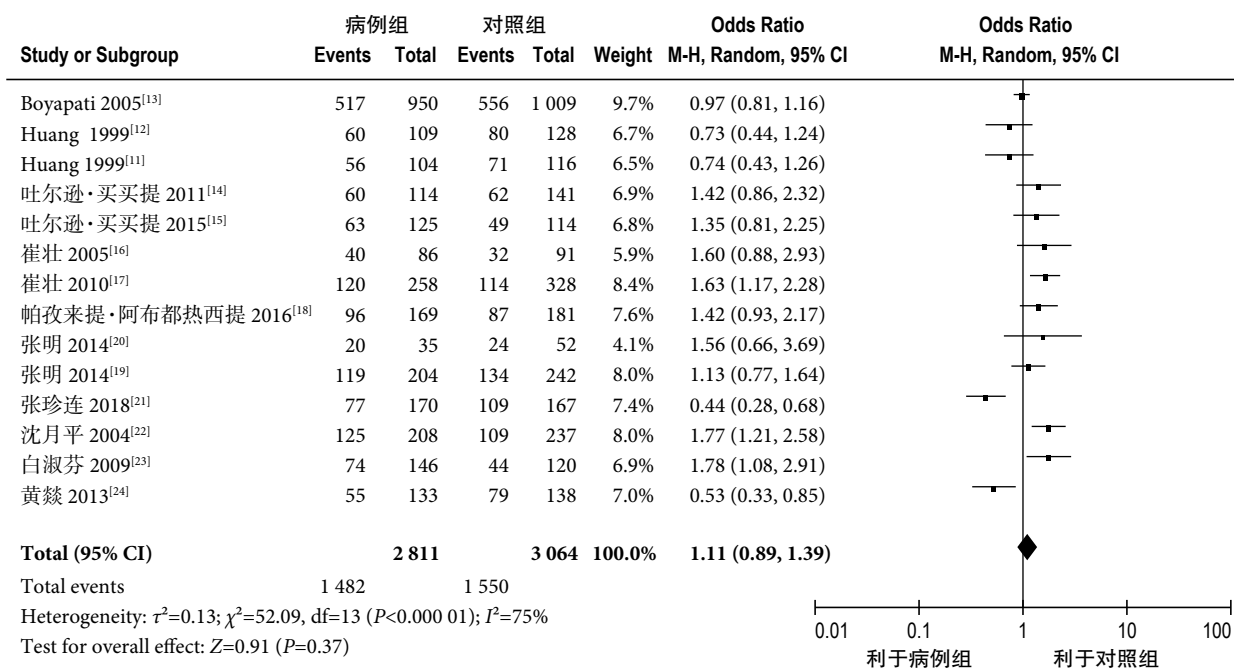 病例组 对照组 Odds Ratio Odds Ratio
Study or Subgroup Events Total Events Total Weight M-H, Random, 95% CI M-H, Random, 95% CI
Boyapati 2005[13] 517 950 556 1 009 9.7% 0.97 (0.81, 1.16)
Huang 1999[12] 60 109 80 128 6.7% 0.73 (0.44, 1.24)
Huang 1999[11] 56 104 71 116 6.5% 0.74 (0.43, 1.26)
吐尔逊·买买提 2011[14] 60 114 62 141 6.9% 1.42 (0.86, 2.32)
吐尔逊·买买提 2015[15] 63 125 49 114 6.8% 1.35 (0.81, 2.25)
崔壮 2005[16] 40 86 32 91 5.9% 1.60 (0.88, 2.93)
崔壮 2010[17] 120 258 114 328 8.4% 1.63 (1.17, 2.28)
帕孜来提·阿布都热西提 2016[18] 96 169 87 181 7.6% 1.42 (0.93, 2.17)
张明 2014[20] 20 35 24 52 4.1% 1.56 (0.66, 3.69)
张明 2014[19] 119 204 134 242 8.0% 1.13 (0.77, 1.64)
张珍连 2018[21] 77 170 109 167 7.4% 0.44 (0.28, 0.68)
沈月平 2004[22] 125 208 109 237 8.0% 1.77 (1.21, 2.58)
白淑芬 2009[23] 74 146 44 120 6.9% 1.78 (1.08, 2.91)
黄燚 2013[24] 55 133 79 138 7.0% 0.53 (0.33, 0.85)
Total (95% CI) 2 811 3 064 100.0% 1.11 (0.89, 1.39)
Total events 1 482 1 550
Heterogeneity: τ²=0.13; χ²=52.09, df=13 (P<0.000 01); I²=75%
Test for overall effect: Z=0.91 (P=0.37)
0.01 0.1 1 10 100
利于病例组 利于对照组